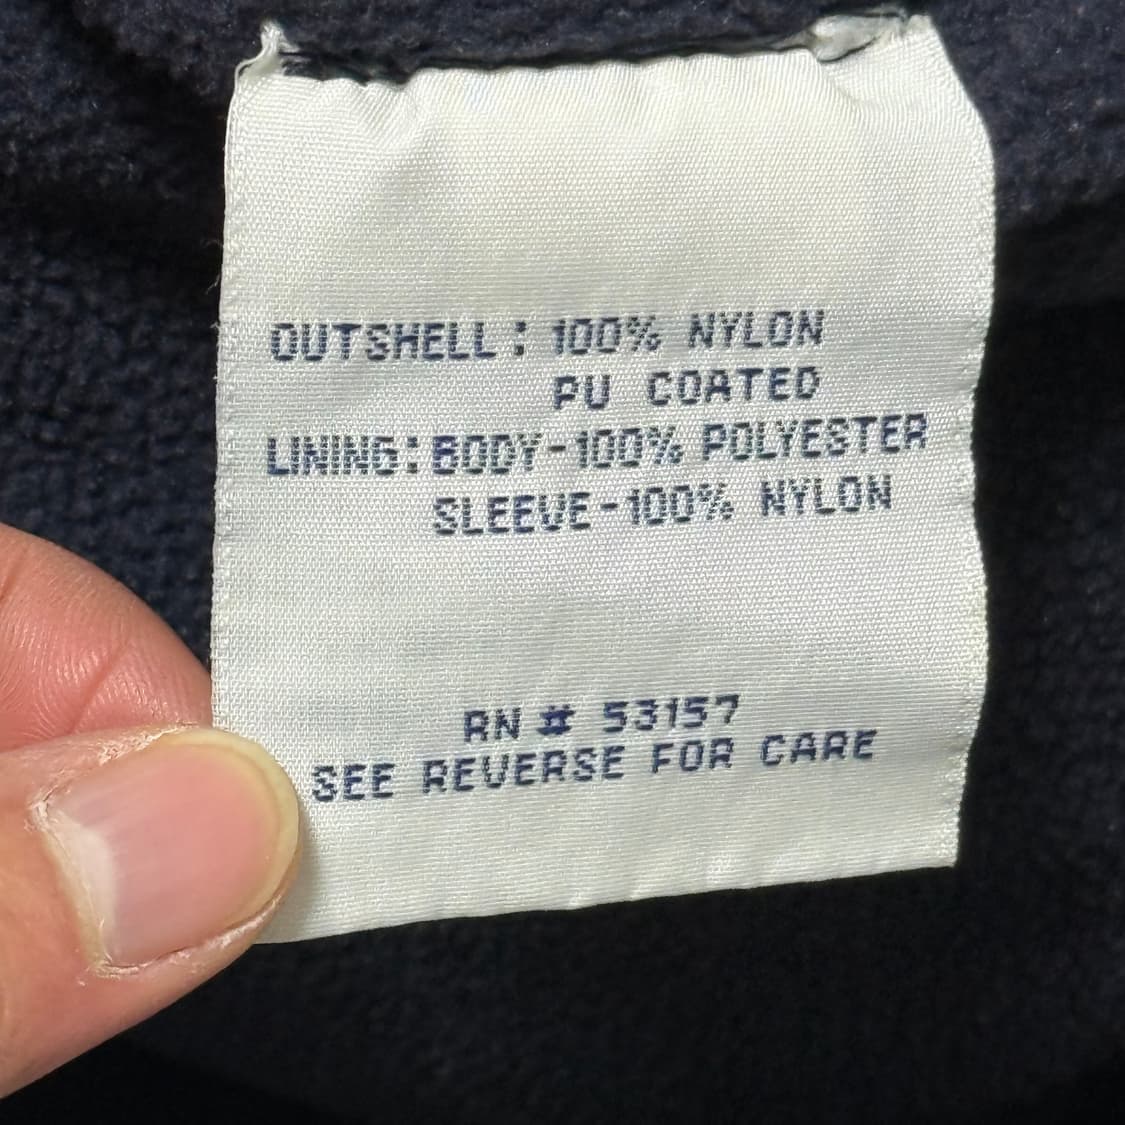 OUTSHELL: 100% NYLON
PU COATED
LINING: BODY-100% POLYESTER
SLEEVE-100% NYLON
RN # 53157
SEE REVERSE FOR CARE